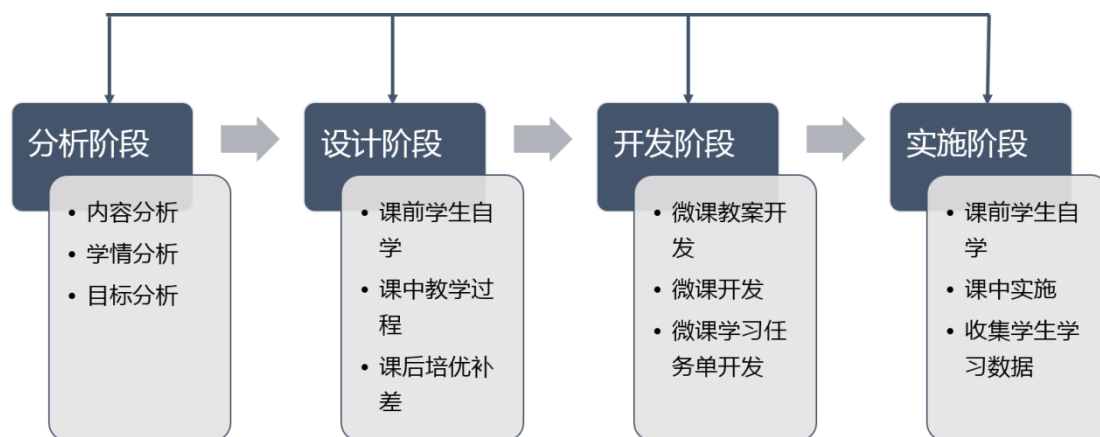 分析阶段
• 内容分析
• 学情分析
• 目标分析
设计阶段
• 课前学生自
学
• 课中教学过
程
• 课后培优补
差
开发阶段
• 微课教案开
发
• 微课开发
• 微课学习任
务单开发
实施阶段
• 课前学生自
学
• 课中实施
• 收集学生学
习数据